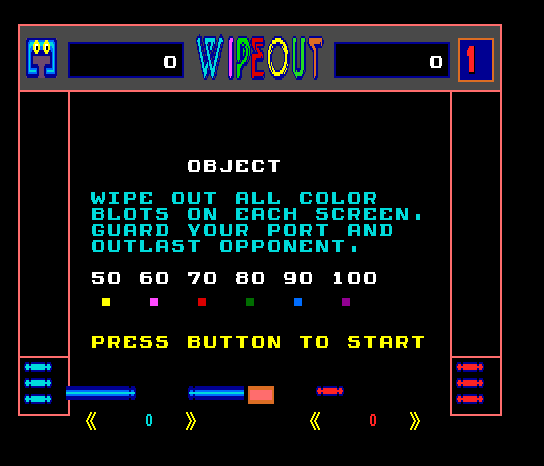 0 WIPEOUT 0 1
OBJECT
WIPE OUT ALL COLOR
BLOTS ON EACH SCREEN.
GUARD YOUR PORT AND
OUTLAST OPPONENT.
50 60 70 80 90 100
PRESS BUTTON TO START
《 0 》 《 0 》